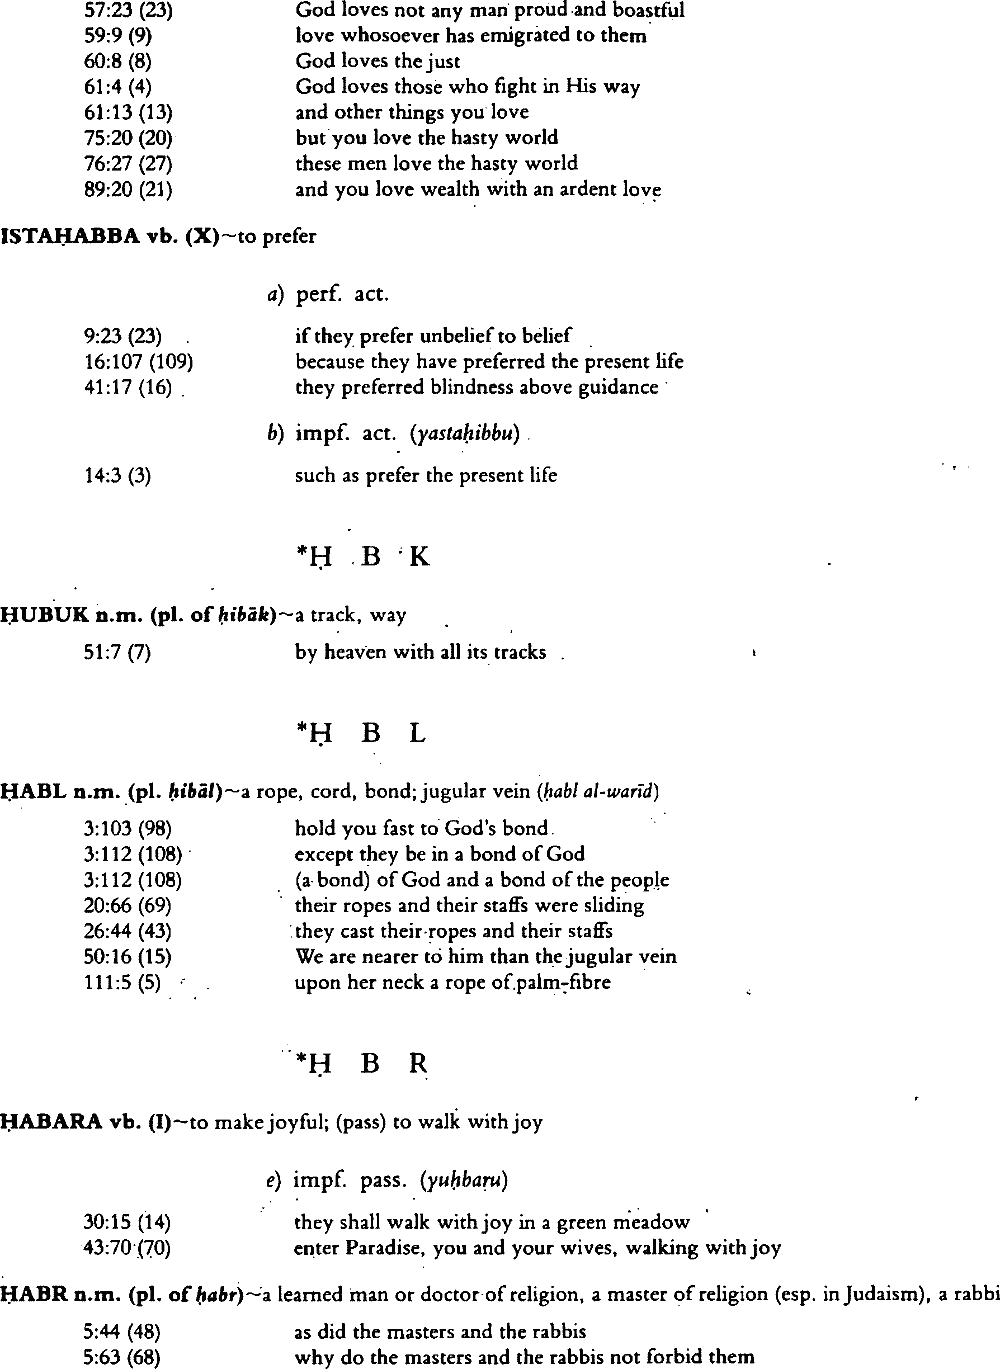 57:23 (23) God loves not any man proud and boastful
59:9 (9) love whosoever has emigrated to them
60:8 (8) God loves the just
61:4 (4) God loves those who fight in His way
61:13 (13) and other things you love
75:20 (20) but you love the hasty world
76:27 (27) these men love the hasty world
89:20 (21) and you love wealth with an ardent love
ISTAḤABBA vb. (X)~to prefer
a) perf. act.
9:23 (23) if they prefer unbelief to belief
16:107 (109) because they have preferred the present life
41:17 (16) they preferred blindness above guidance
b) impf. act. (yastaḥibbu)
14:3 (3) such as prefer the present life
*Ḥ B K
ḤUBUK n.m. (pl. of ḥibāk)~a track, way
51:7 (7) by heaven with all its tracks
*Ḥ B L
ḤABL n.m. (pl. ḥibāl)~a rope, cord, bond; jugular vein (ḥabl al-warīd)
3:103 (98) hold you fast to God's bond
3:112 (108) except they be in a bond of God
3:112 (108) (a bond) of God and a bond of the people
20:66 (69) their ropes and their staffs were sliding
26:44 (43) they cast their ropes and their staffs
50:16 (15) We are nearer to him than the jugular vein
111:5 (5) upon her neck a rope of palm-fibre
*Ḥ B R
ḤABARA vb. (I)~to make joyful; (pass) to walk with joy
e) impf. pass. (yuḥbaru)
30:15 (14) they shall walk with joy in a green meadow
43:70 (70) enter Paradise, you and your wives, walking with joy
ḤABR n.m. (pl. of ḥabr)~a learned man or doctor of religion, a master of religion (esp. in Judaism), a rabbi
5:44 (48) as did the masters and the rabbis
5:63 (68) why do the masters and the rabbis not forbid them